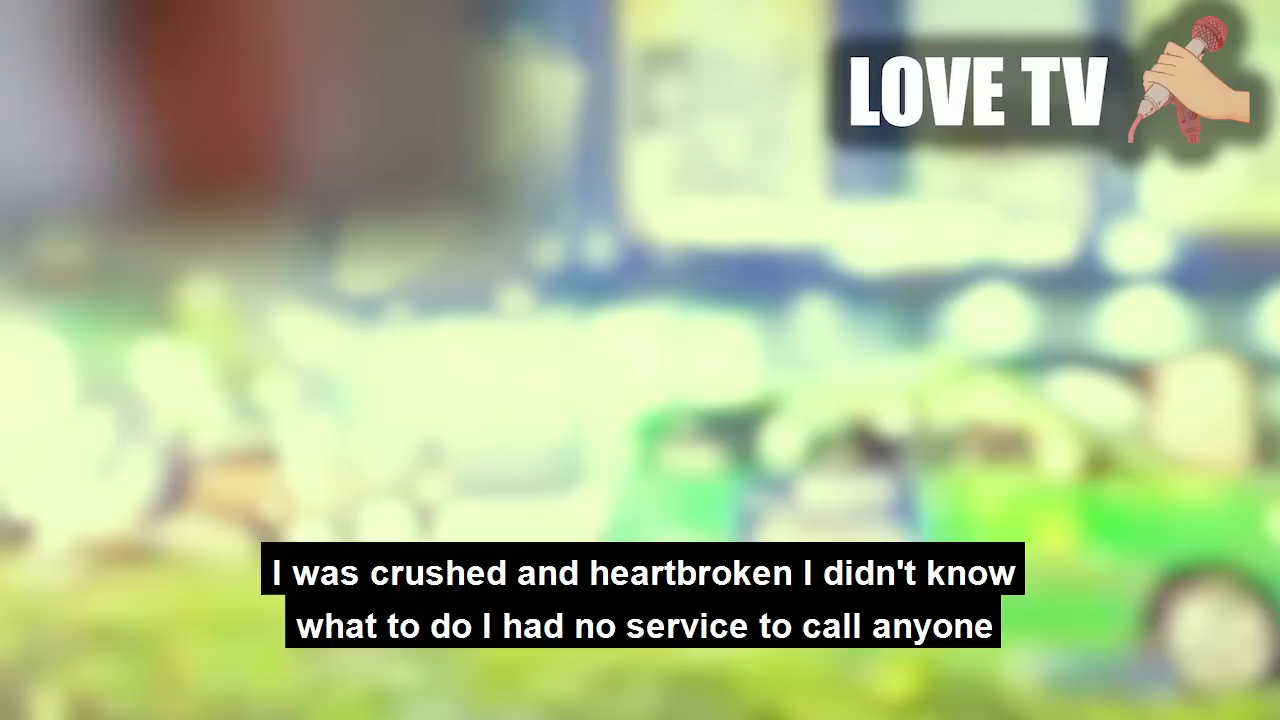 LOVE TV
I was crushed and heartbroken I didn't know
what to do I had no service to call anyone